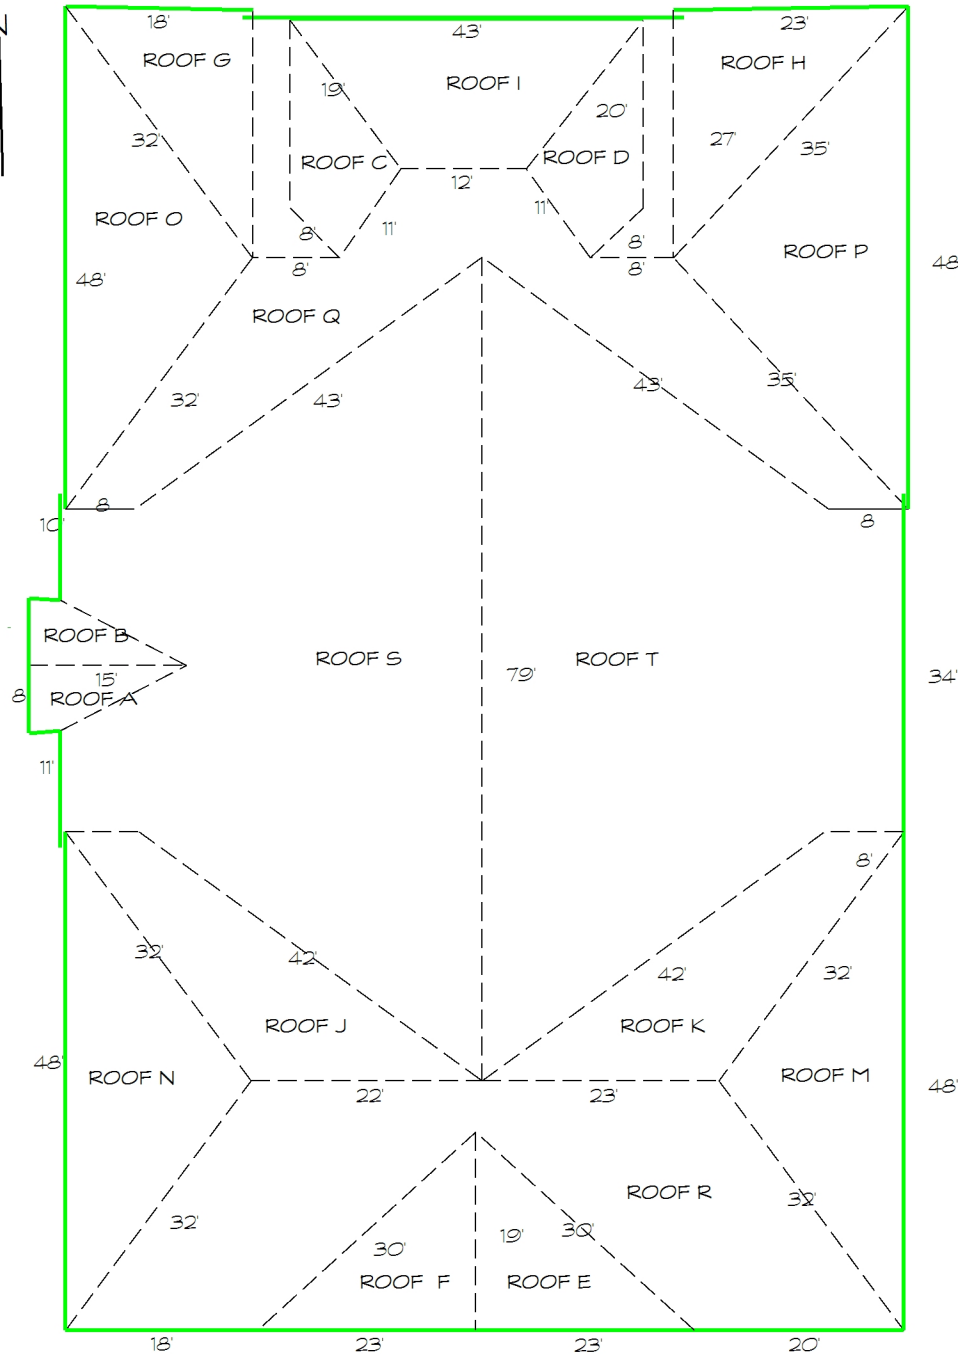 N
18'
43'
23'
ROOF G
ROOF H
ROOF I
19'
20'
32'
27'
35'
ROOF C
ROOF D
12'
ROOF O
11'
11'
8'
8'
8'
8'
ROOF P
48'
48
ROOF Q
32'
43'
43'
35'
8
10'
8
ROOF B
15'
8
ROOF A
ROOF S
79'
ROOF T
34'
11'
8'
32'
42'
42'
32'
ROOF J
ROOF K
48'
ROOF N
ROOF M
48'
22'
23'
ROOF R
32'
32'
30'
19'
30'
ROOF F
ROOF E
18'
23'
23'
20'